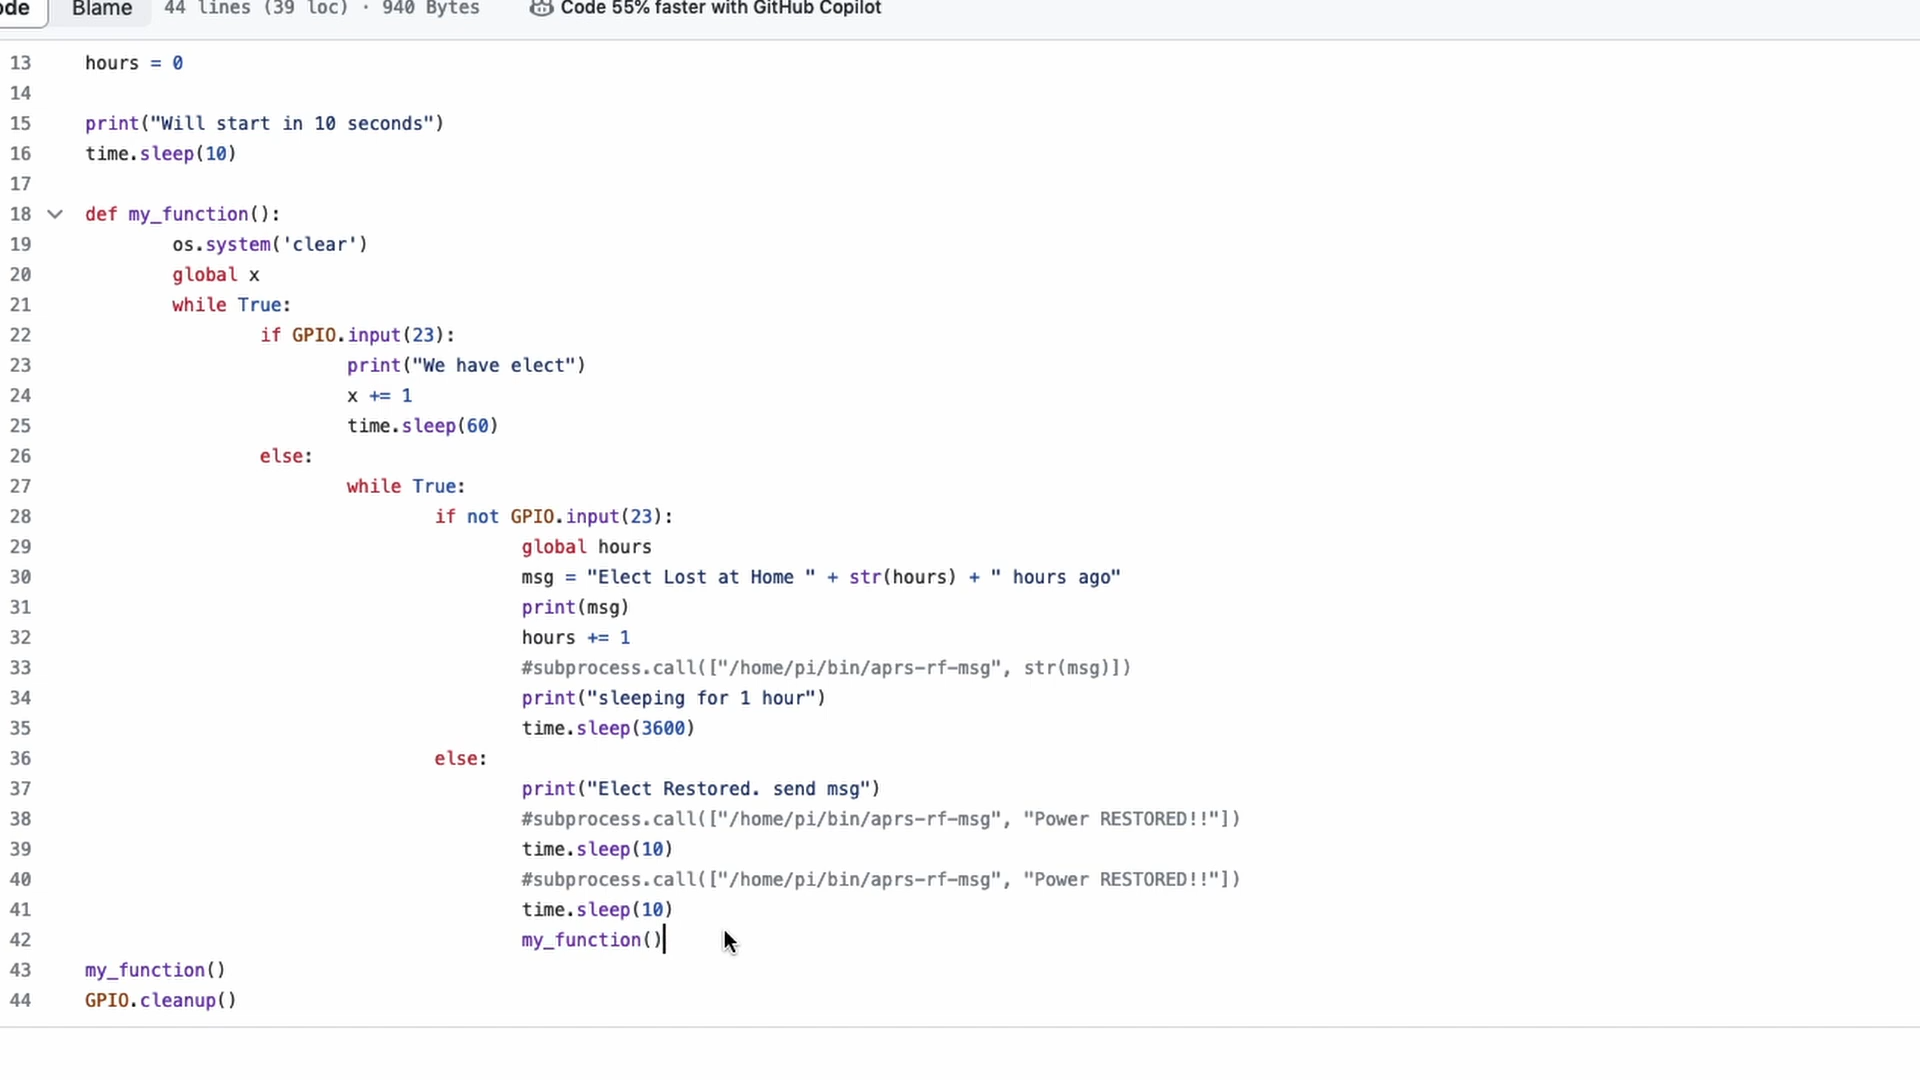 Blame 44 lines (39 loc) · 940 Bytes Code 55% faster with GitHub Copilot
13 hours = 0
14
15 print("Will start in 10 seconds")
16 time.sleep(10)
17
18 def my_function():
19 os.system('clear')
20 global x
21 while True:
22 if GPIO.input(23):
23 print("We have elect")
24 x += 1
25 time.sleep(60)
26 else:
27 while True:
28 if not GPIO.input(23):
29 global hours
30 msg = "Elect Lost at Home " + str(hours) + " hours ago"
31 print(msg)
32 hours += 1
33 #subprocess.call(["/home/pi/bin/aprs-rf-msg", str(msg)])
34 print("sleeping for 1 hour")
35 time.sleep(3600)
36 else:
37 print("Elect Restored. send msg")
38 #subprocess.call(["/home/pi/bin/aprs-rf-msg", "Power RESTORED!!"])
39 time.sleep(10)
40 #subprocess.call(["/home/pi/bin/aprs-rf-msg", "Power RESTORED!!"])
41 time.sleep(10)
42 my_function()
43 my_function()
44 GPIO.cleanup()